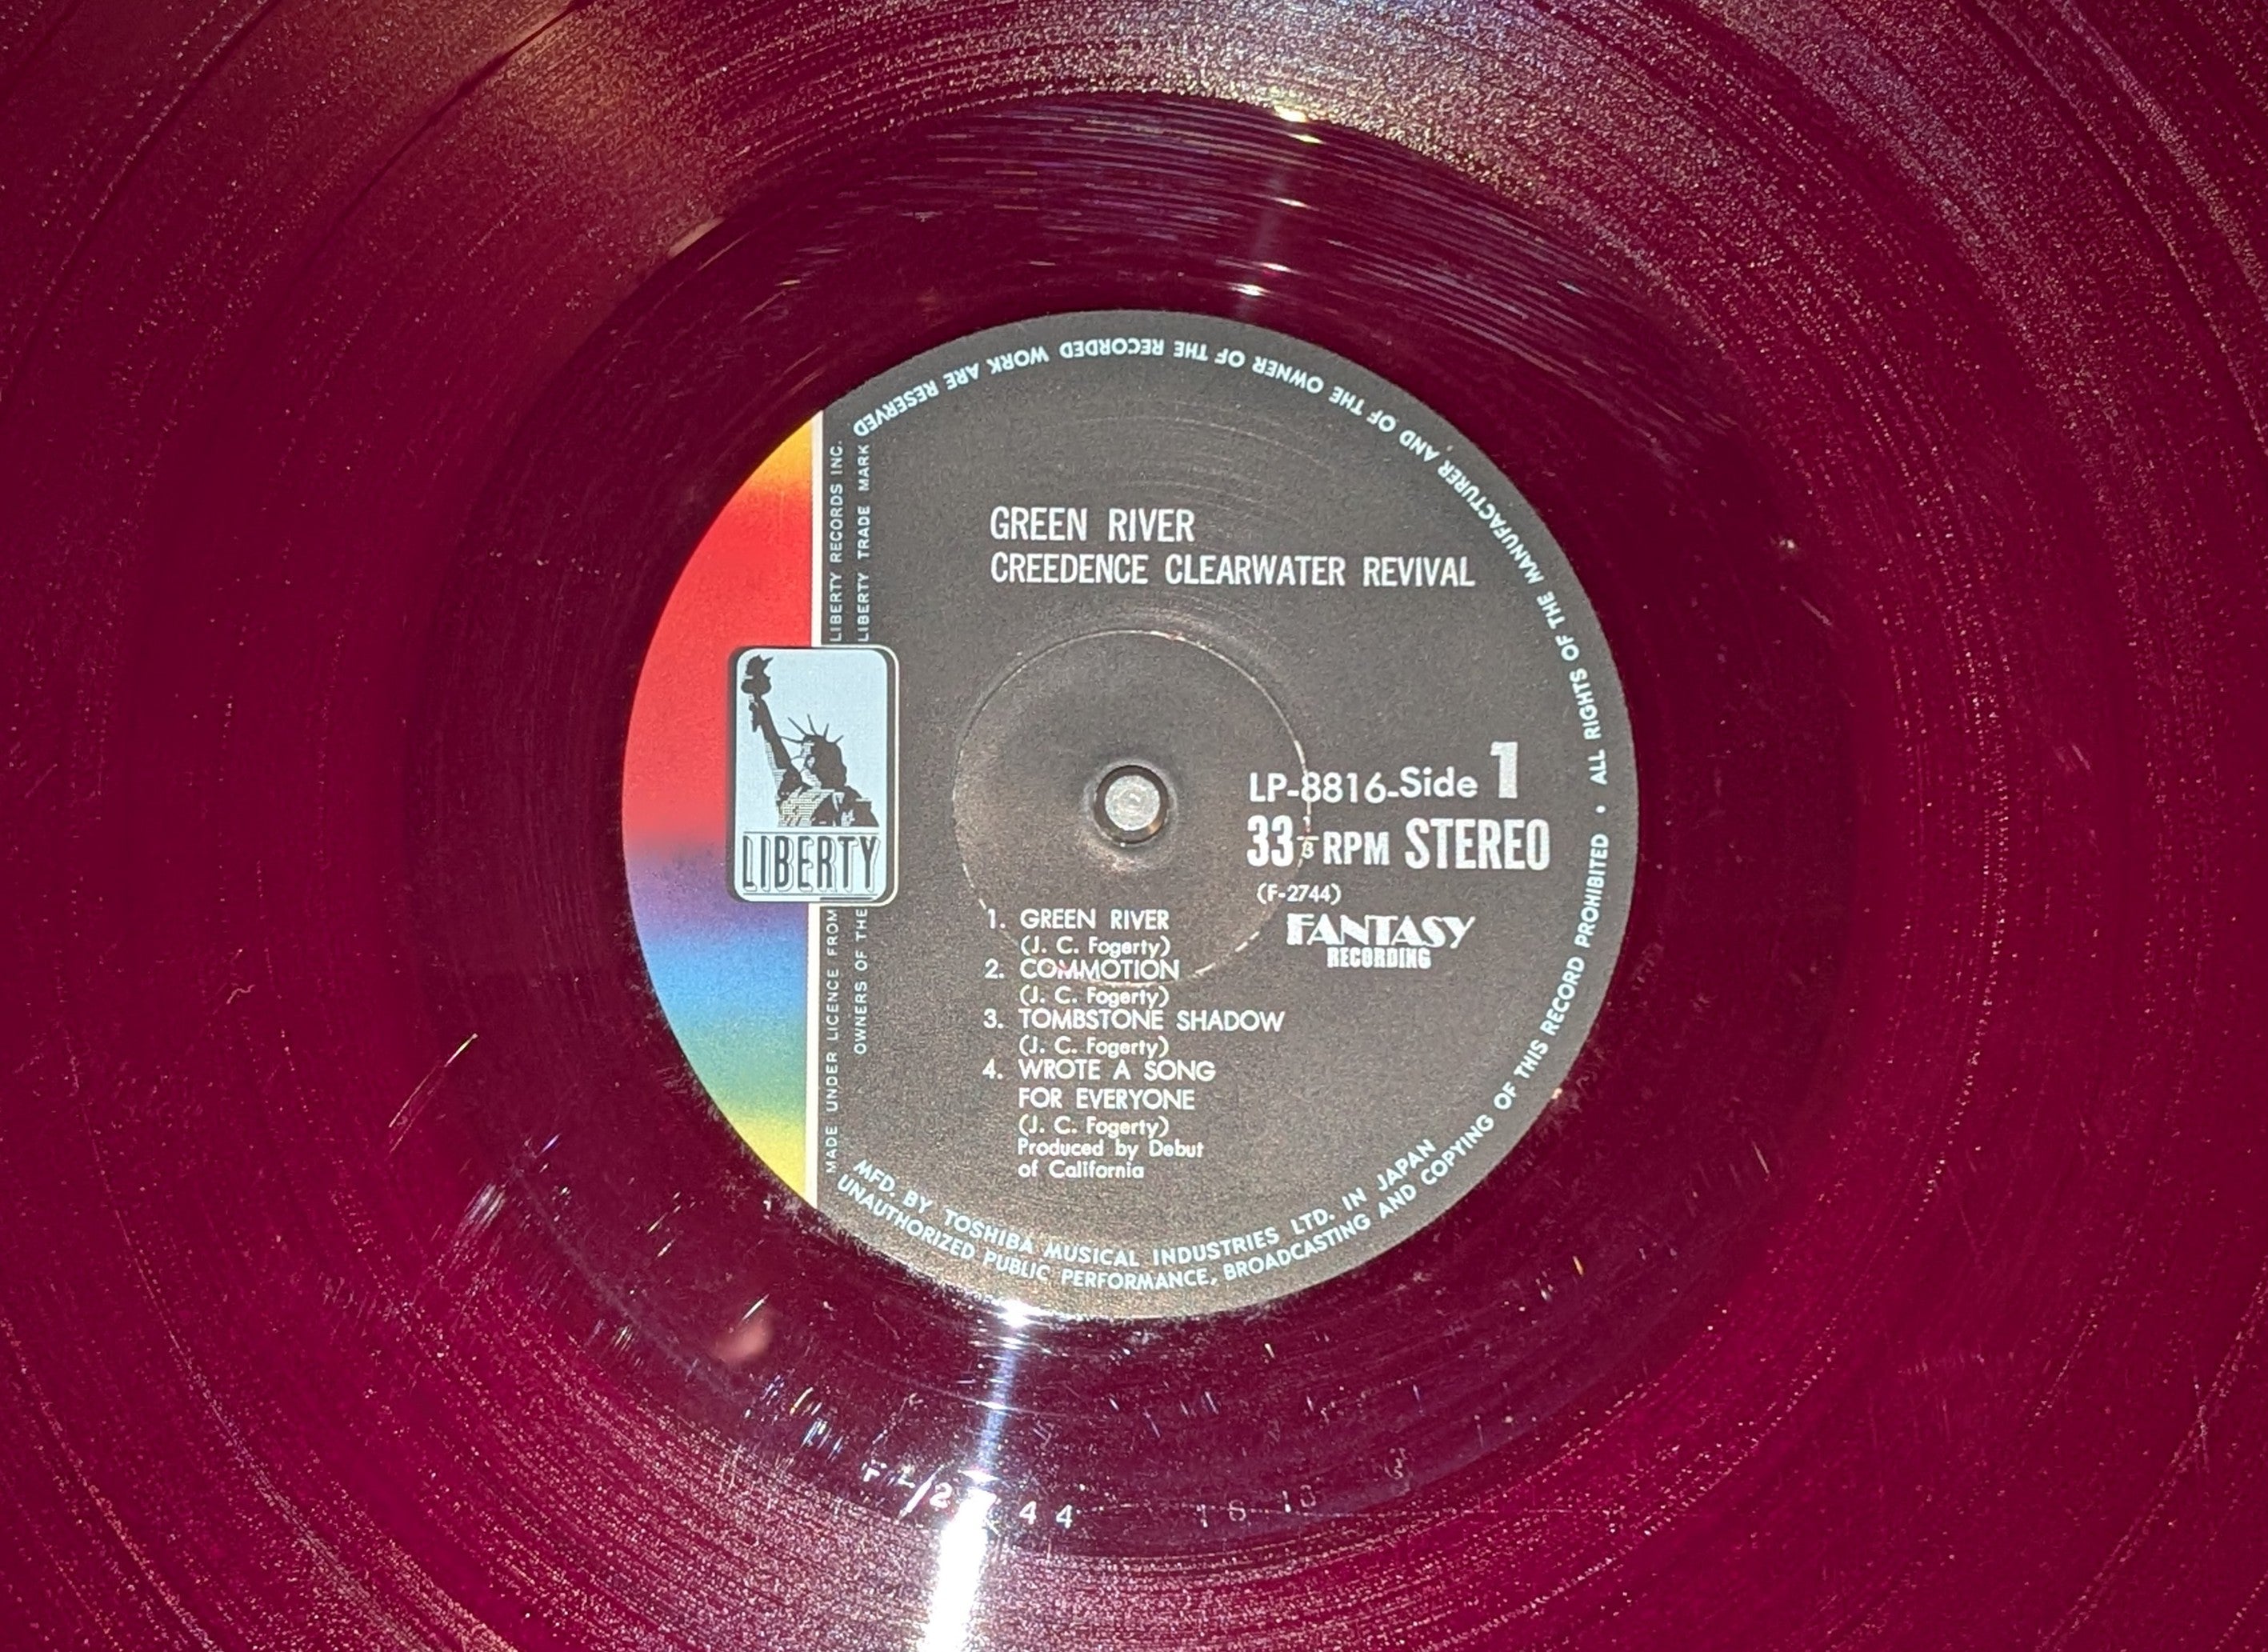 GREEN RIVER
CREEDENCE CLEARWATER REVIVAL
LP-8816-Side 1
33 1/3 RPM STEREO
(F-2744)
FANTASY
RECORDING
1. GREEN RIVER
(J. C. Fogerty)
2. COMMOTION
(J. C. Fogerty)
3. TOMBSTONE SHADOW
(J. C. Fogerty)
4. WROTE A SONG
FOR EVERYONE
(J. C. Fogerty)
Produced by Debut
of California
LIBERTY
MADE UNDER LICENCE FROM LIBERTY RECORDS INC.
OWNERS OF THE LIBERTY TRADE MARK
MFD. BY TOSHIBA MUSICAL INDUSTRIES LTD. IN JAPAN
UNAUTHORIZED PUBLIC PERFORMANCE, BROADCASTING AND COPYING OF THIS RECORD PROHIBITED • ALL RIGHTS OF THE MANUFACTURER AND OF THE OWNER OF THE RECORDED WORK ARE RESERVED